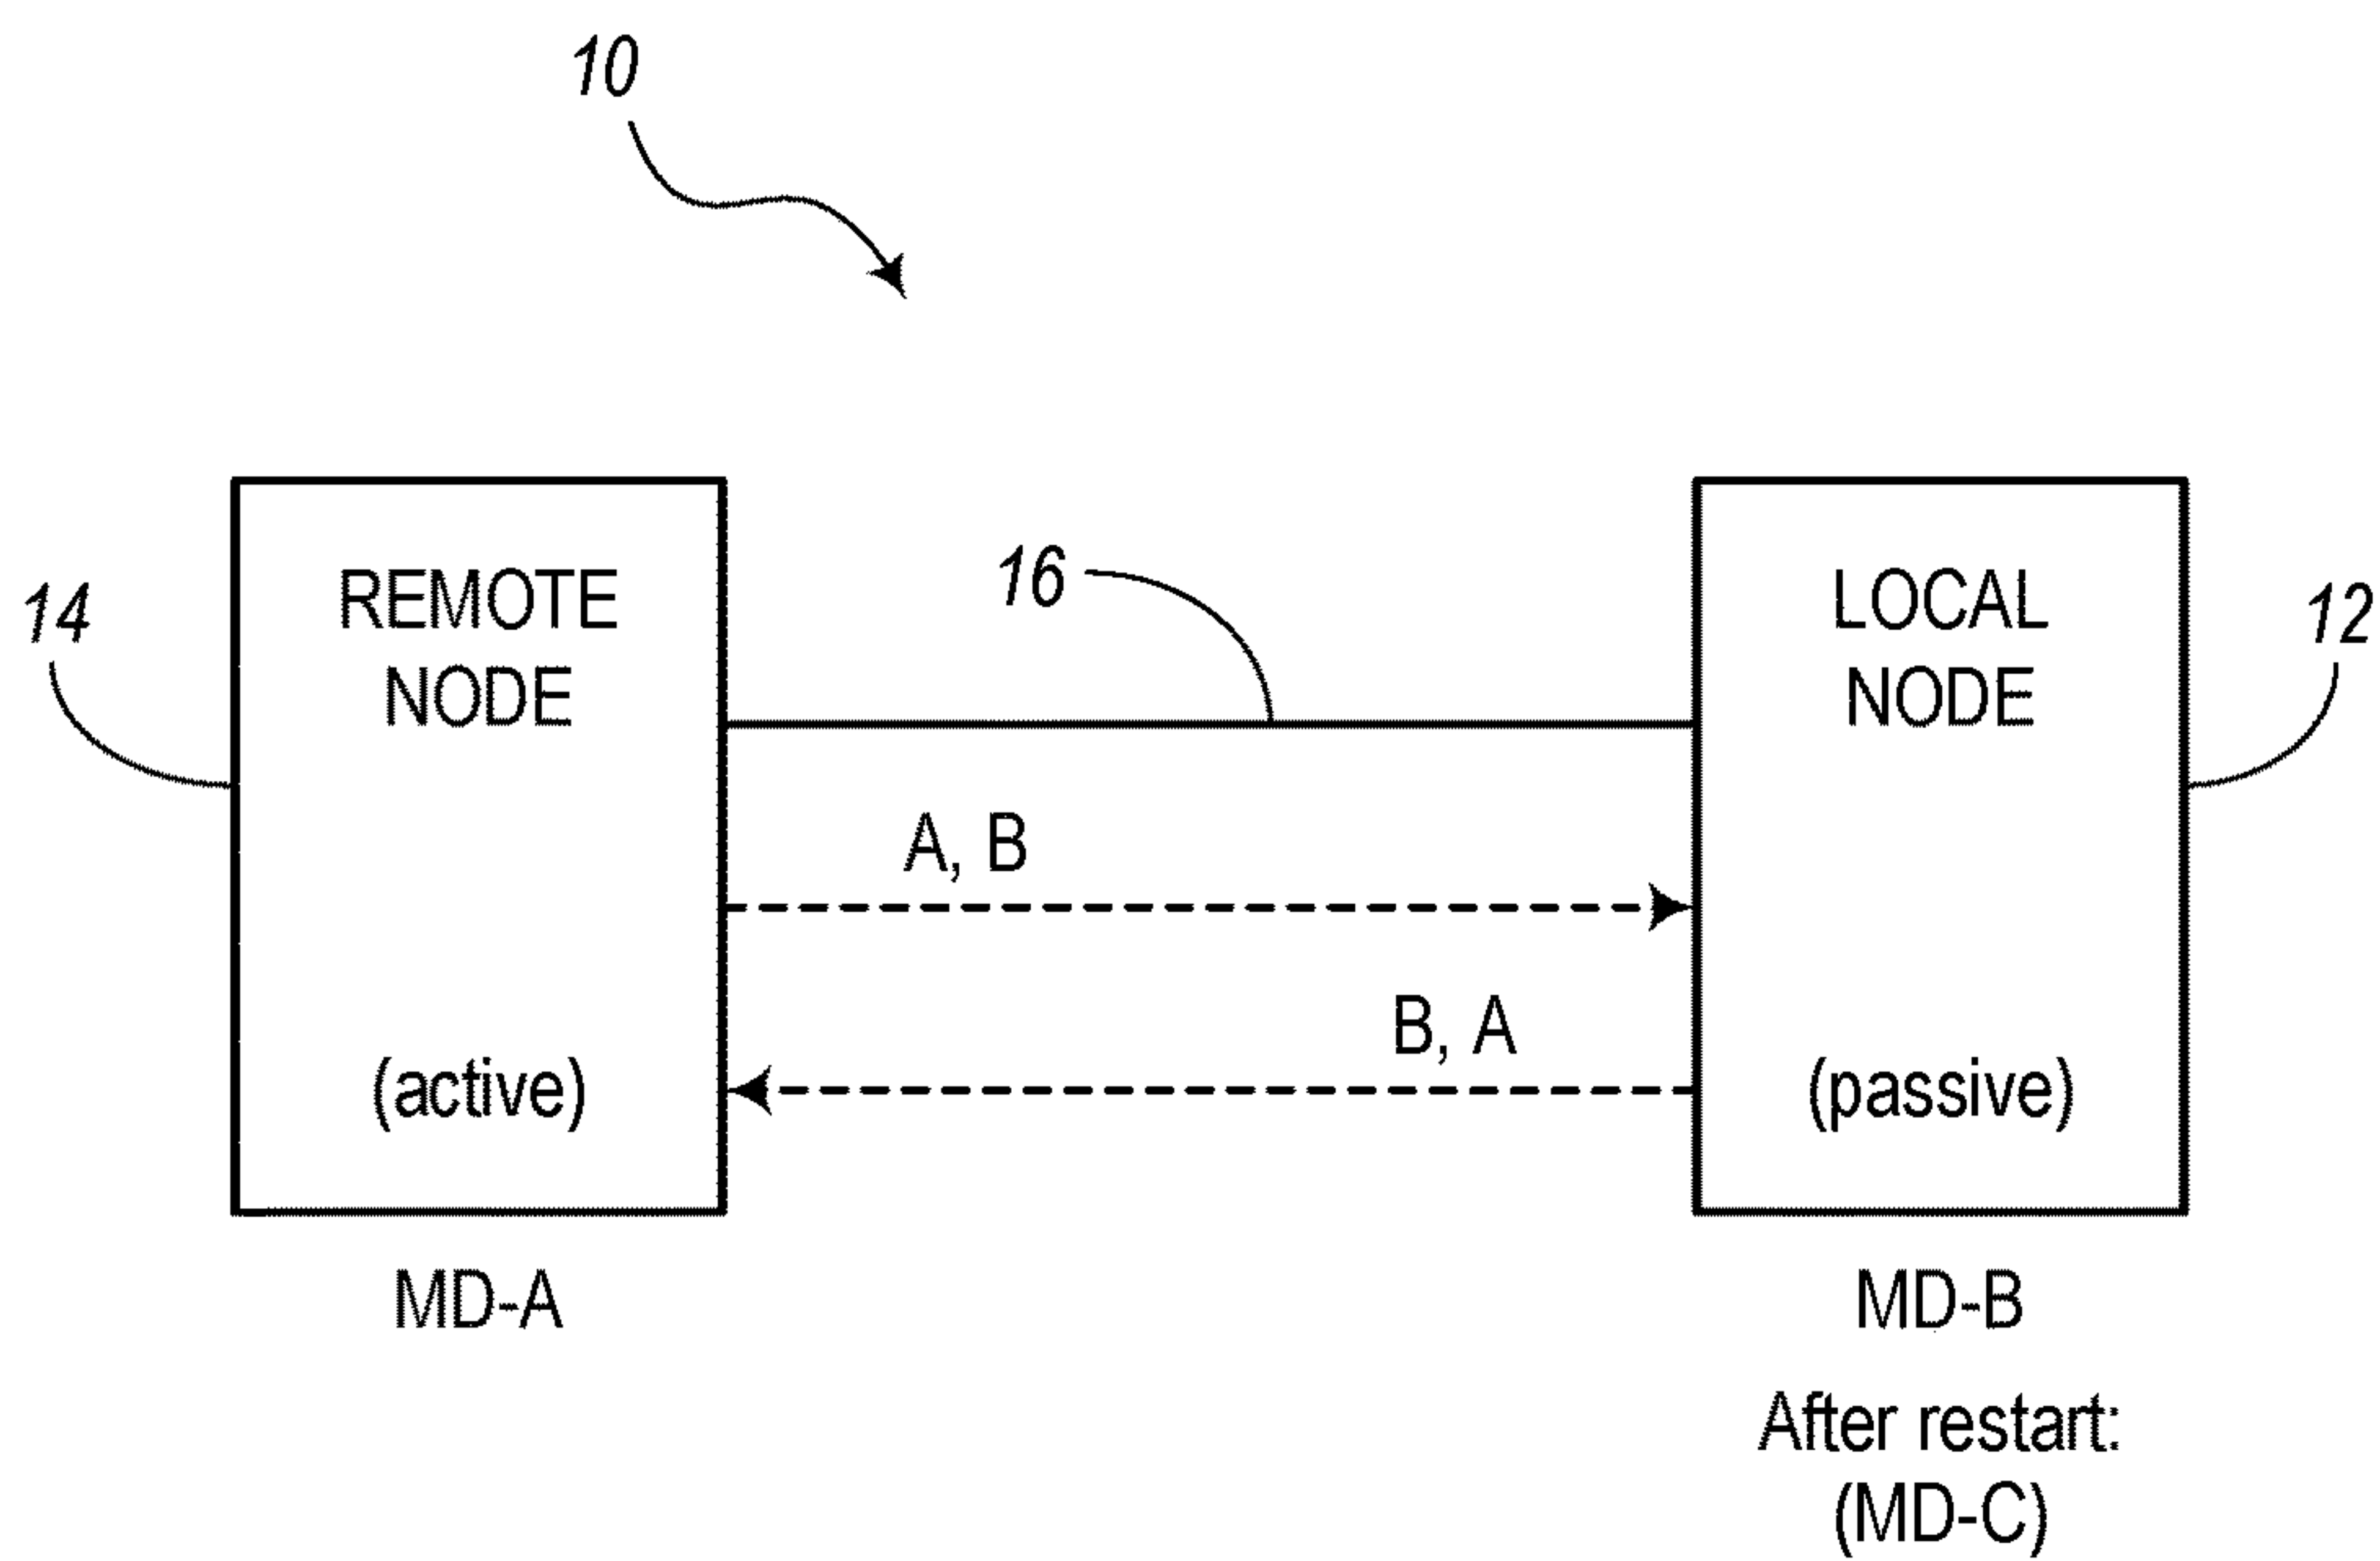 10
14
REMOTE
NODE
(active)
MD-A
16
A, B
B, A
LOCAL
NODE
(passive)
12
MD-B
After restart:
(MD-C)